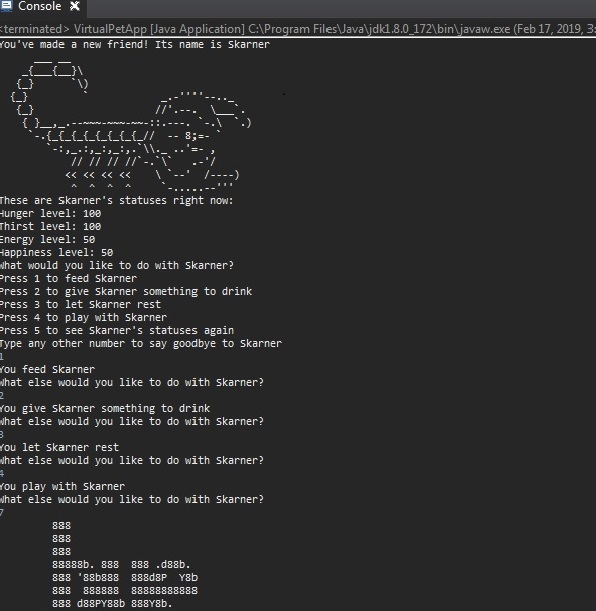 Console
<terminated> VirtualPetApp [Java Application] C:\Program Files\Java\jdk1.8.0_172\bin\javaw.exe (Feb 17, 2019, 3:
You've made a new friend! Its name is Skarner
These are Skarner's statuses right now:
Hunger level: 100
Thirst level: 100
Energy level: 50
Happiness level: 50
What would you like to do with Skarner?
Press 1 to feed Skarner
Press 2 to give Skarner something to drink
Press 3 to let Skarner rest
Press 4 to play with Skarner
Press 5 to see Skarner's statuses again
Type any other number to say goodbye to Skarner
1
You feed Skarner
What else would you like to do with Skarner?
2
You give Skarner something to drink
What else would you like to do with Skarner?
3
You let Skarner rest
What else would you like to do with Skarner?
4
You play with Skarner
What else would you like to do with Skarner?
7
888
888
888
88888b. 888  888 .d88b.
888 '88b888  888d8P  Y8b
888  888888  88888888888
888 d88PY88b 888Y8b.